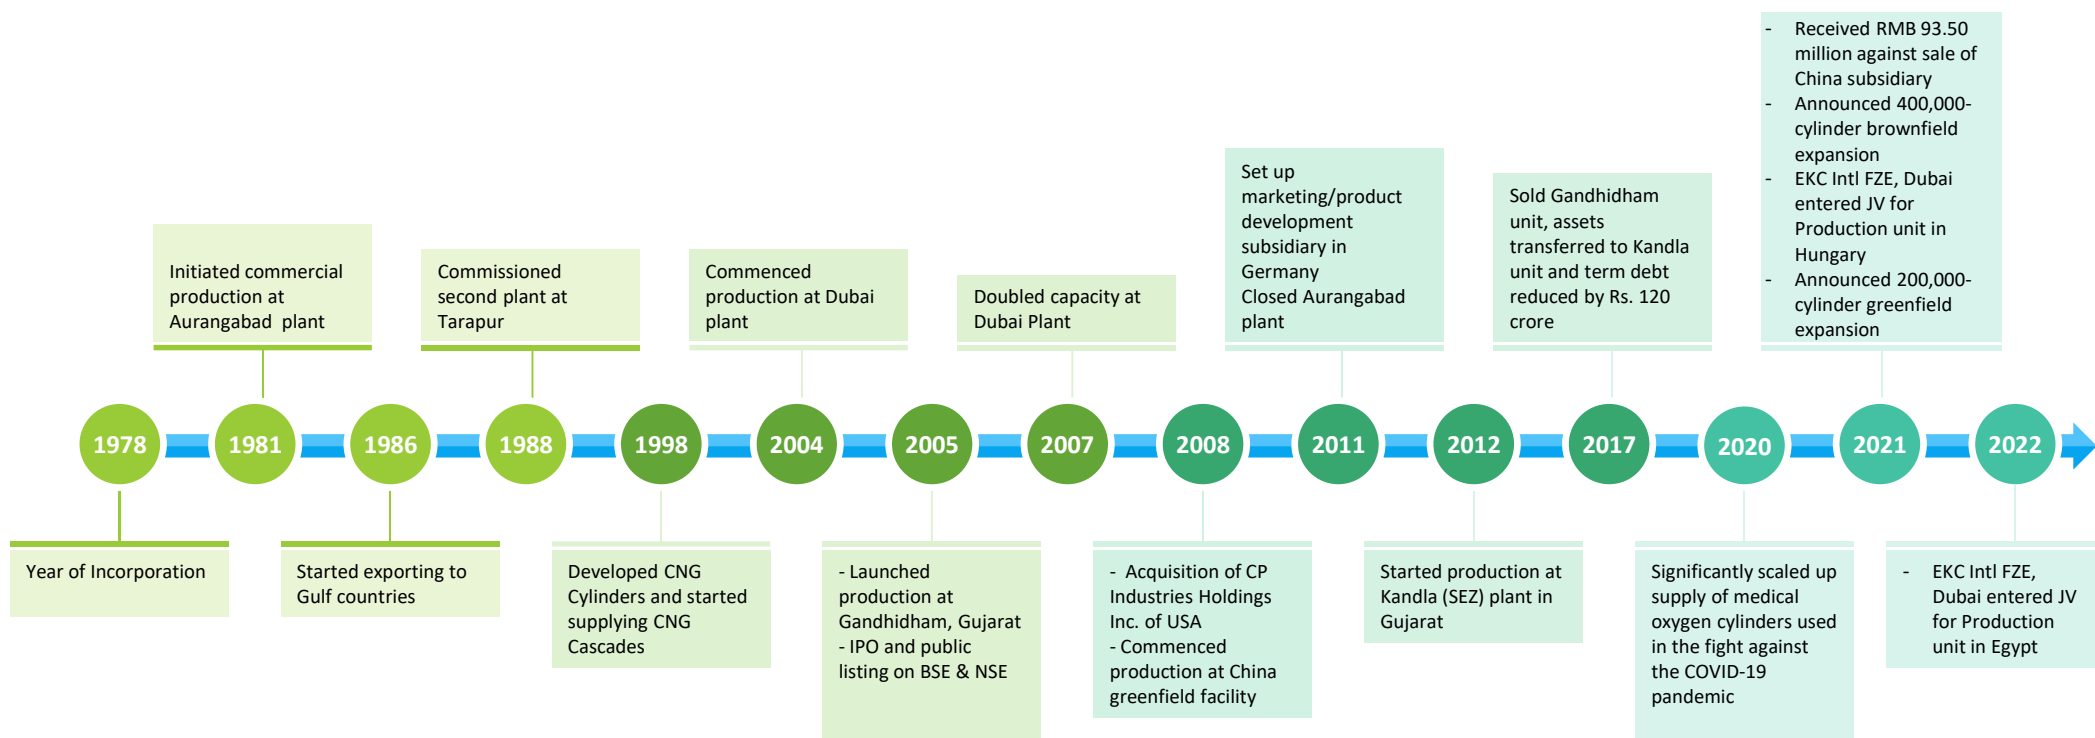 - Received RMB 93.50
million against sale of
China subsidiary
- Announced 400,000-
cylinder brownfield
expansion
- EKC Intl FZE, Dubai
entered JV for
Production unit in
Hungary
- Announced 200,000-
cylinder greenfield
expansion
Set up
marketing/product
development
subsidiary in
Germany
Closed Aurangabad
plant
Sold Gandhidham
unit, assets
transferred to Kandla
unit and term debt
reduced by Rs. 120
crore
Initiated commercial
production at
Aurangabad plant
Commissioned
second plant at
Tarapur
Commenced
production at Dubai
plant
Doubled capacity at
Dubai Plant
1978
1981
1986
1988
1998
2004
2005
2007
2008
2011
2012
2017
2020
2021
2022
Year of Incorporation
Started exporting to
Gulf countries
Developed CNG
Cylinders and started
supplying CNG
Cascades
- Launched
production at
Gandhidham, Gujarat
- IPO and public
listing on BSE & NSE
- Acquisition of CP
Industries Holdings
Inc. of USA
- Commenced
production at China
greenfield facility
Started production at
Kandla (SEZ) plant in
Gujarat
Significantly scaled up
supply of medical
oxygen cylinders used
in the fight against
the COVID-19
pandemic
- EKC Intl FZE,
Dubai entered JV
for Production
unit in Egypt